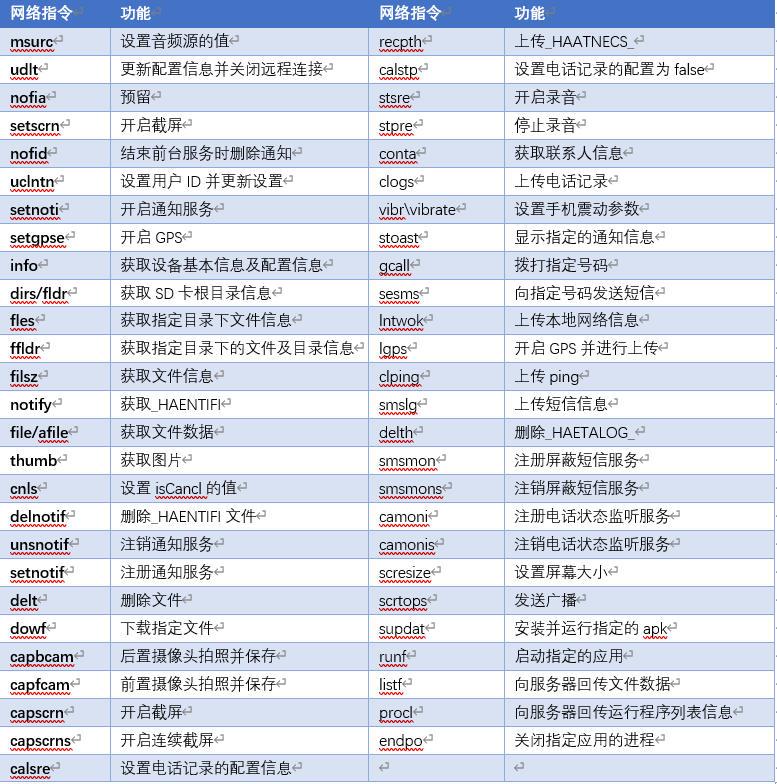 网络指令 功能 网络指令 功能
msurc 设置音频源的值 recpth 上传_HAATNECS_
udlt 更新配置信息并关闭远程连接 calstp 设置电话记录的配置为 false
nofia 预留 stsre 开启录音
setscrn 开启截屏 stpre 停止录音
nofid 结束前台服务时删除通知 conta 获取联系人信息
uclntn 设置用户 ID 并更新设置 clogs 上传电话记录
setnoti 开启通知服务 vibr\vibrate 设置手机震动参数
setgpse 开启 GPS stoast 显示指定的通知信息
info 获取设备基本信息及配置信息 gcall 拨打指定号码
dirs/fldr 获取 SD 卡根目录信息 sesms 向指定号码发送短信
fles 获取指定目录下文件信息 lntwok 上传本地网络信息
ffldr 获取指定目录下的文件及目录信息 lgps 开启 GPS 并进行上传
filsz 获取文件信息 clping 上传 ping
notify 获取_HAENTIFI smslg 上传短信信息
file/afile 获取文件数据 delth 删除_HAETALOG_
thumb 获取图片 smsmon 注册屏蔽短信服务
cnls 设置 isCancl 的值 smsmons 注销屏蔽短信服务
delnotif 删除_HAENTIFI 文件 camoni 注册电话状态监听服务
unsnotif 注销通知服务 camonis 注销电话状态监听服务
setnotif 注册通知服务 scresize 设置屏幕大小
delt 删除文件 scrtops 发送广播
dowf 下载指定文件 supdat 安装并运行指定的 apk
capbcam 后置摄像头拍照并保存 runf 启动指定的应用
capfcam 前置摄像头拍照并保存 listf 向服务器回传文件数据
capscrn 开启截屏 procl 向服务器回传运行程序列表信息
capscrns 开启连续截屏 endpo 关闭指定应用的进程
calsre 设置电话记录的配置信息